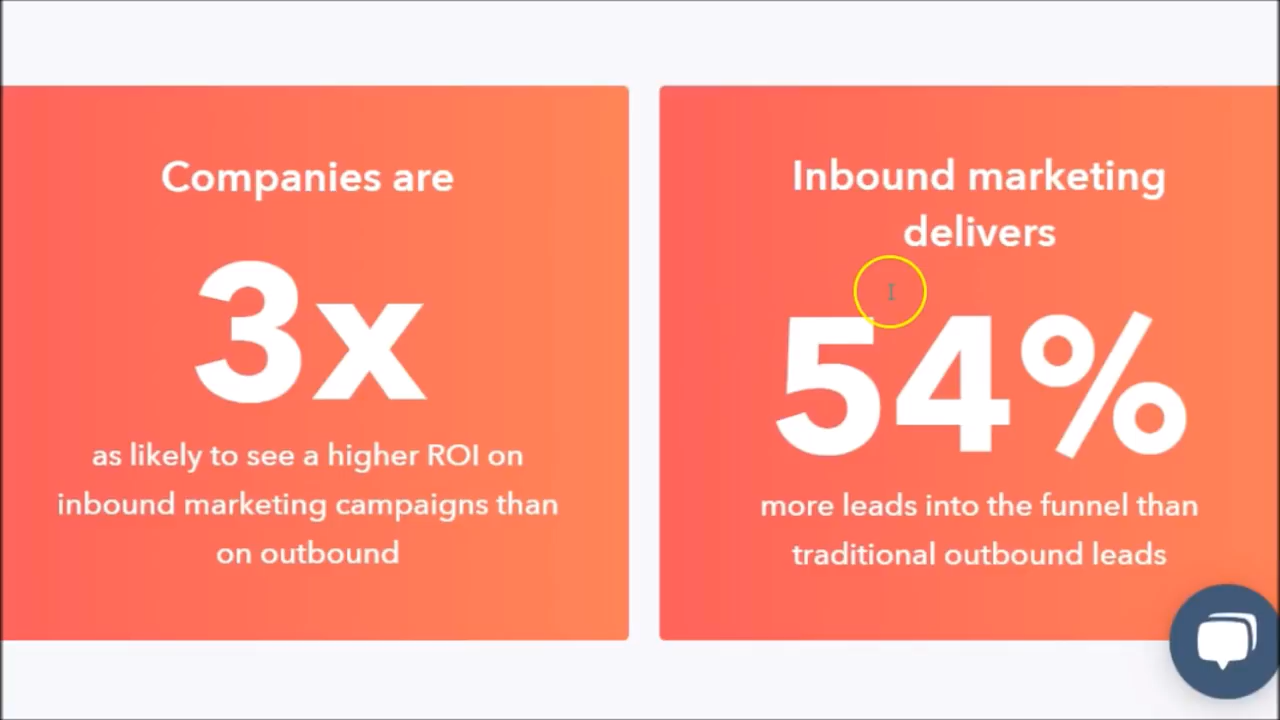 Companies are
3x
as likely to see a higher ROI on
inbound marketing campaigns than
on outbound
Inbound marketing
delivers
54%
more leads into the funnel than
traditional outbound leads